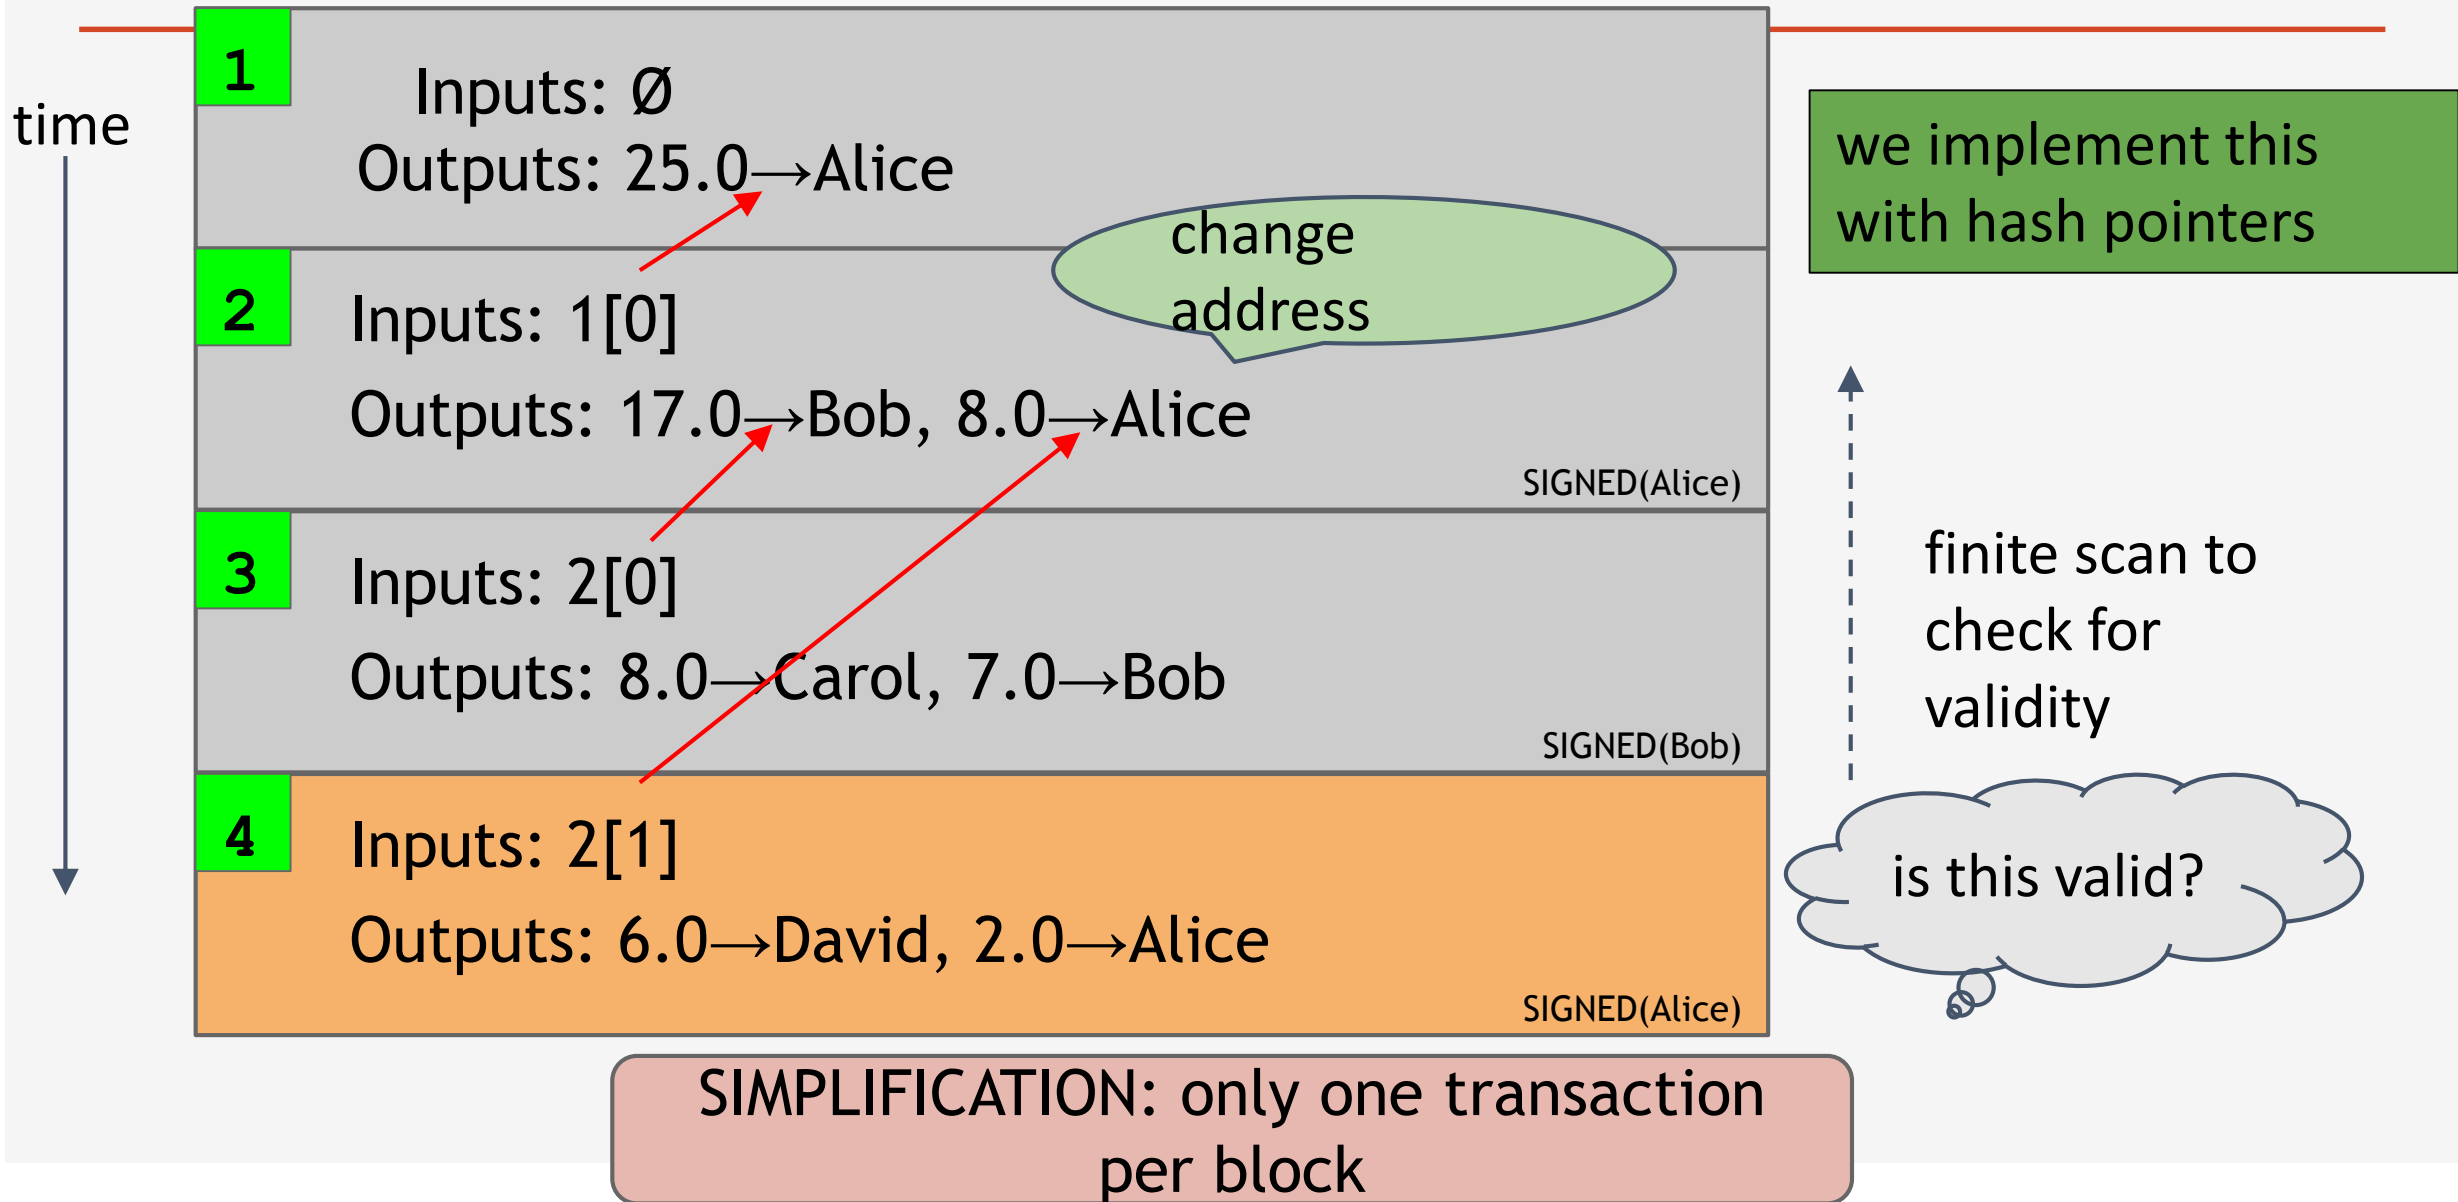 time
1
Inputs: Ø
Outputs: 25.0→Alice
we implement this
with hash pointers
change
address
2
Inputs: 1[0]
Outputs: 17.0→Bob, 8.0→Alice
SIGNED(Alice)
3
Inputs: 2[0]
Outputs: 8.0→Carol, 7.0→Bob
SIGNED(Bob)
finite scan to
check for
validity
4
Inputs: 2[1]
Outputs: 6.0→David, 2.0→Alice
SIGNED(Alice)
is this valid?
SIMPLIFICATION: only one transaction
per block